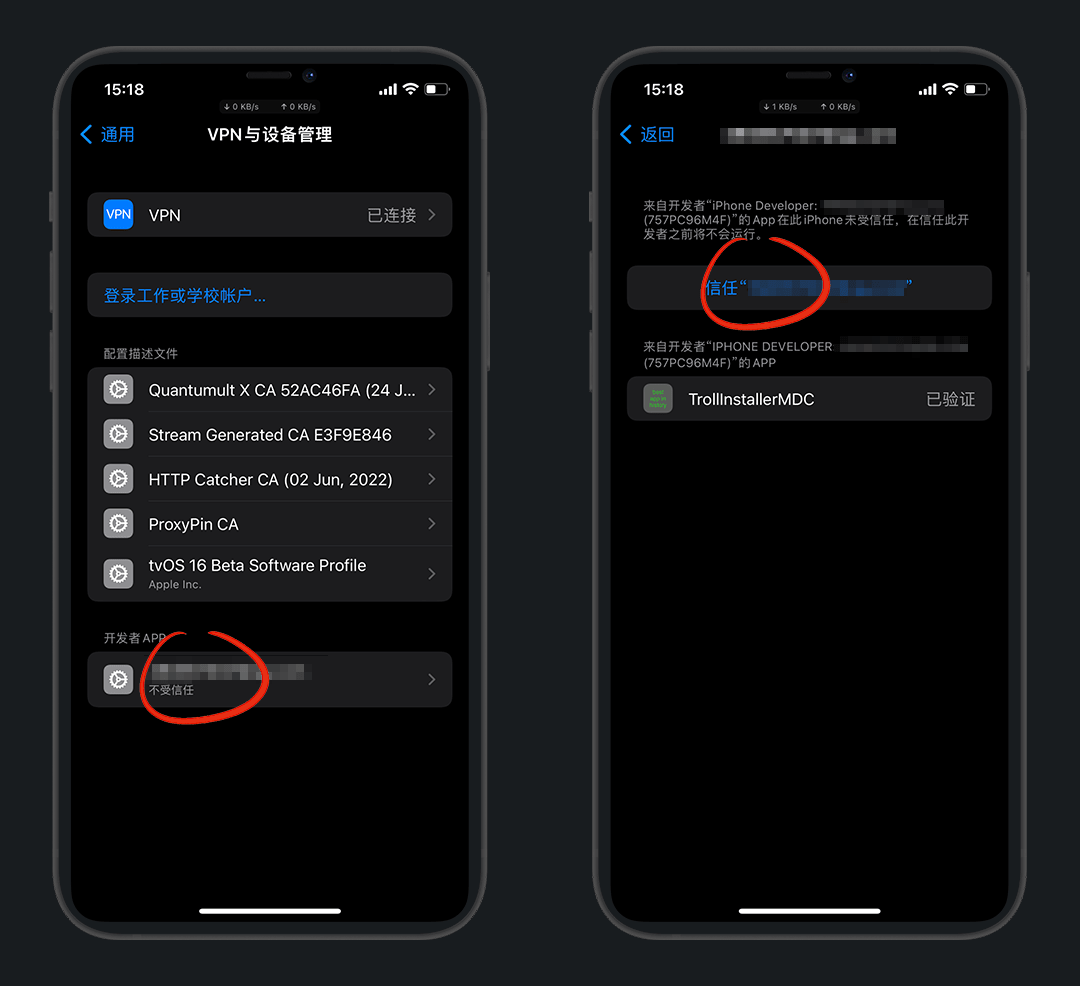 15:18
↓ 0 KB/s ↑ 0 KB/s
通用
VPN与设备管理
VPN
VPN
已连接
登录工作或学校帐户...
配置描述文件
Quantumult X CA 52AC46FA (24 J...
Stream Generated CA E3F9E846
HTTP Catcher CA (02 Jun, 2022)
ProxyPin CA
tvOS 16 Beta Software Profile
Apple Inc.
开发者 APP
不受信任
15:18
↓ 1 KB/s ↑ 0 KB/s
返回
来自开发者“iPhone Developer:
(757PC96M4F)”的 App 在此 iPhone 未受信任，在信任此开
发者之前将不会运行。
信任“ ”
来自开发者“IPHONE DEVELOPER
(757PC96M4F)”的 APP
best
app in
history
TrollInstallerMDC
已验证